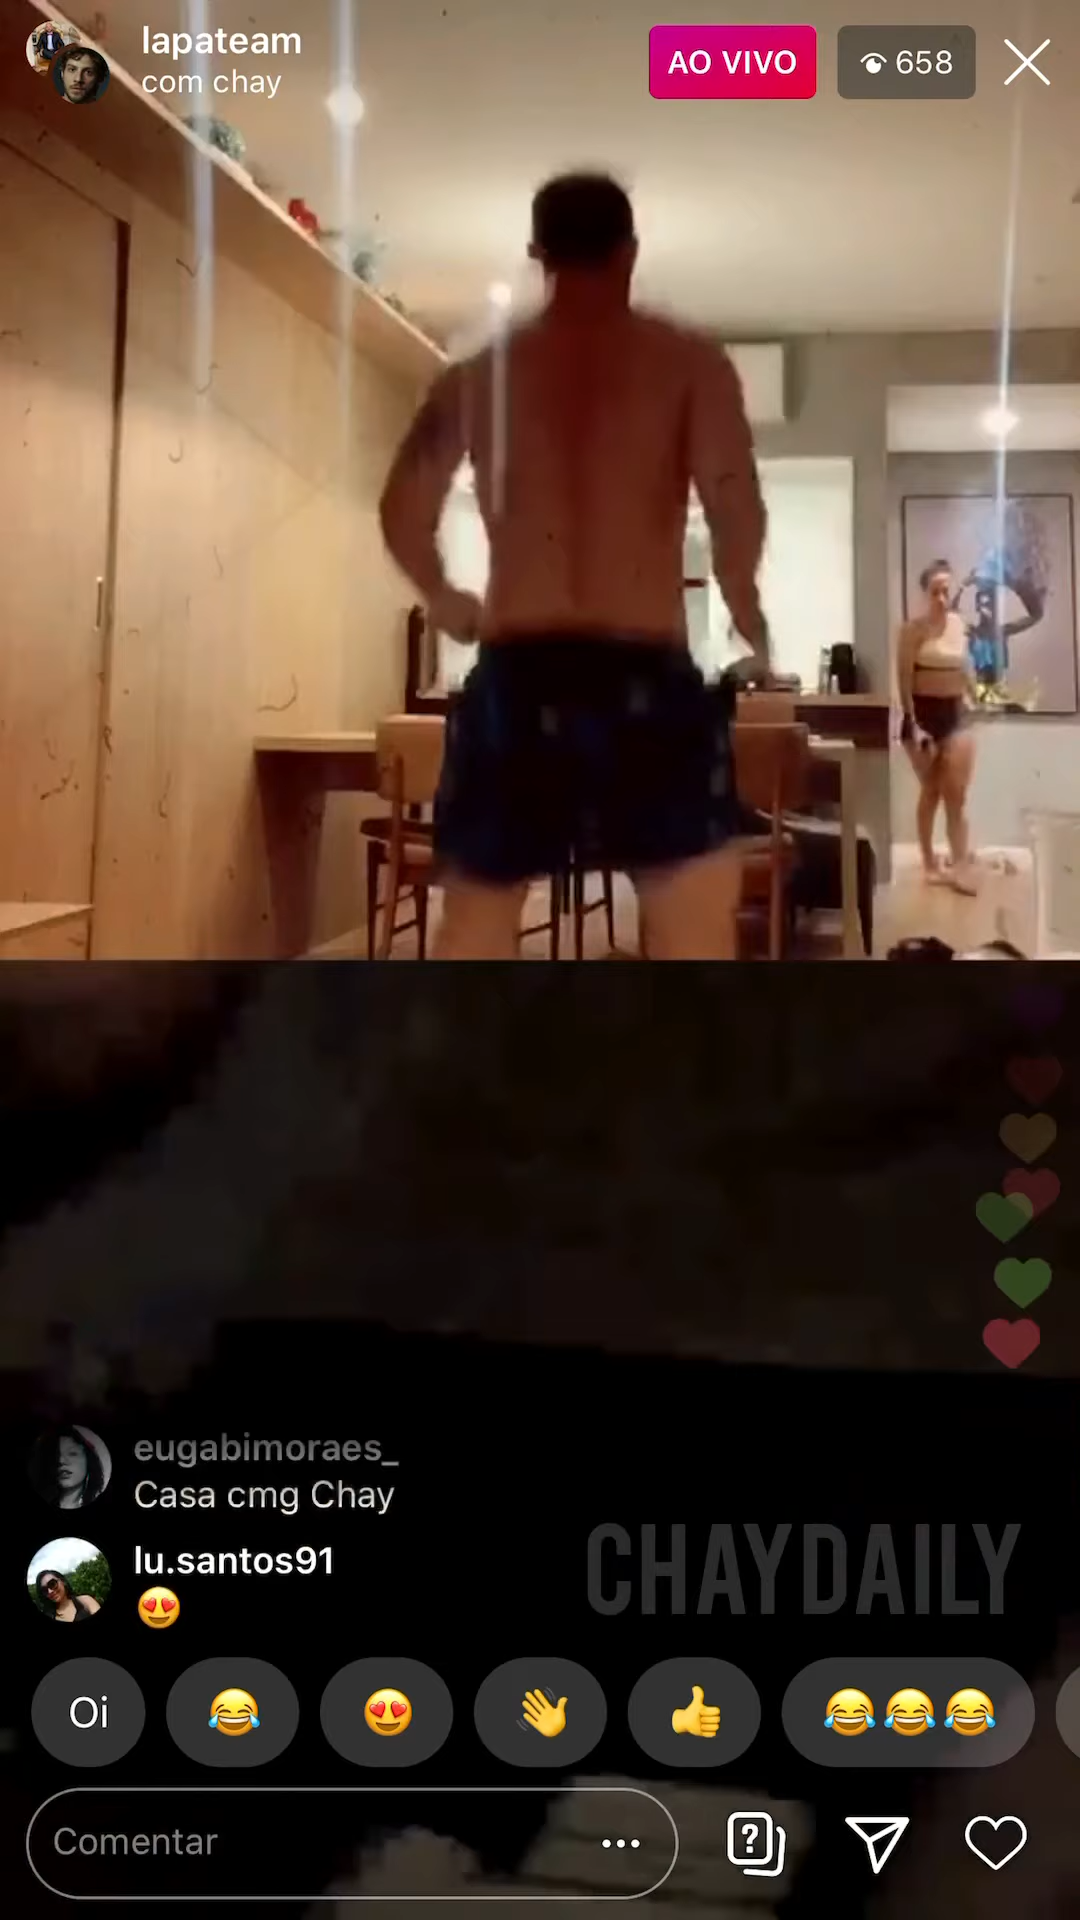 lapateam
com chay
AO VIVO
658
eugabimoraes_
Casa cmg Chay
lu.santos91
😍
CHAYDAILY
Oi
😂
😍
👋
👍
😂😂😂
Comentar